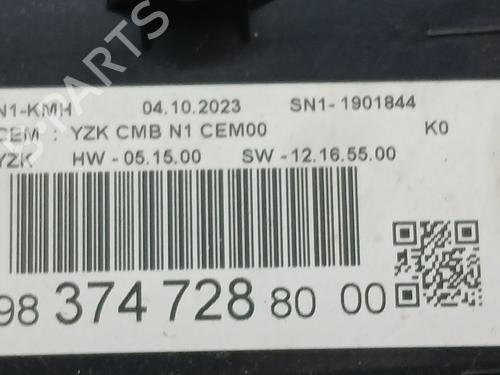 PARTS
N1-KMH 04.10.2023 SN1- 1901844
CEM : YZK CMB N1 CEM00 K0
YZK HW - 05.15.00 SW - 12.16.55.00
98 374 728 80 00